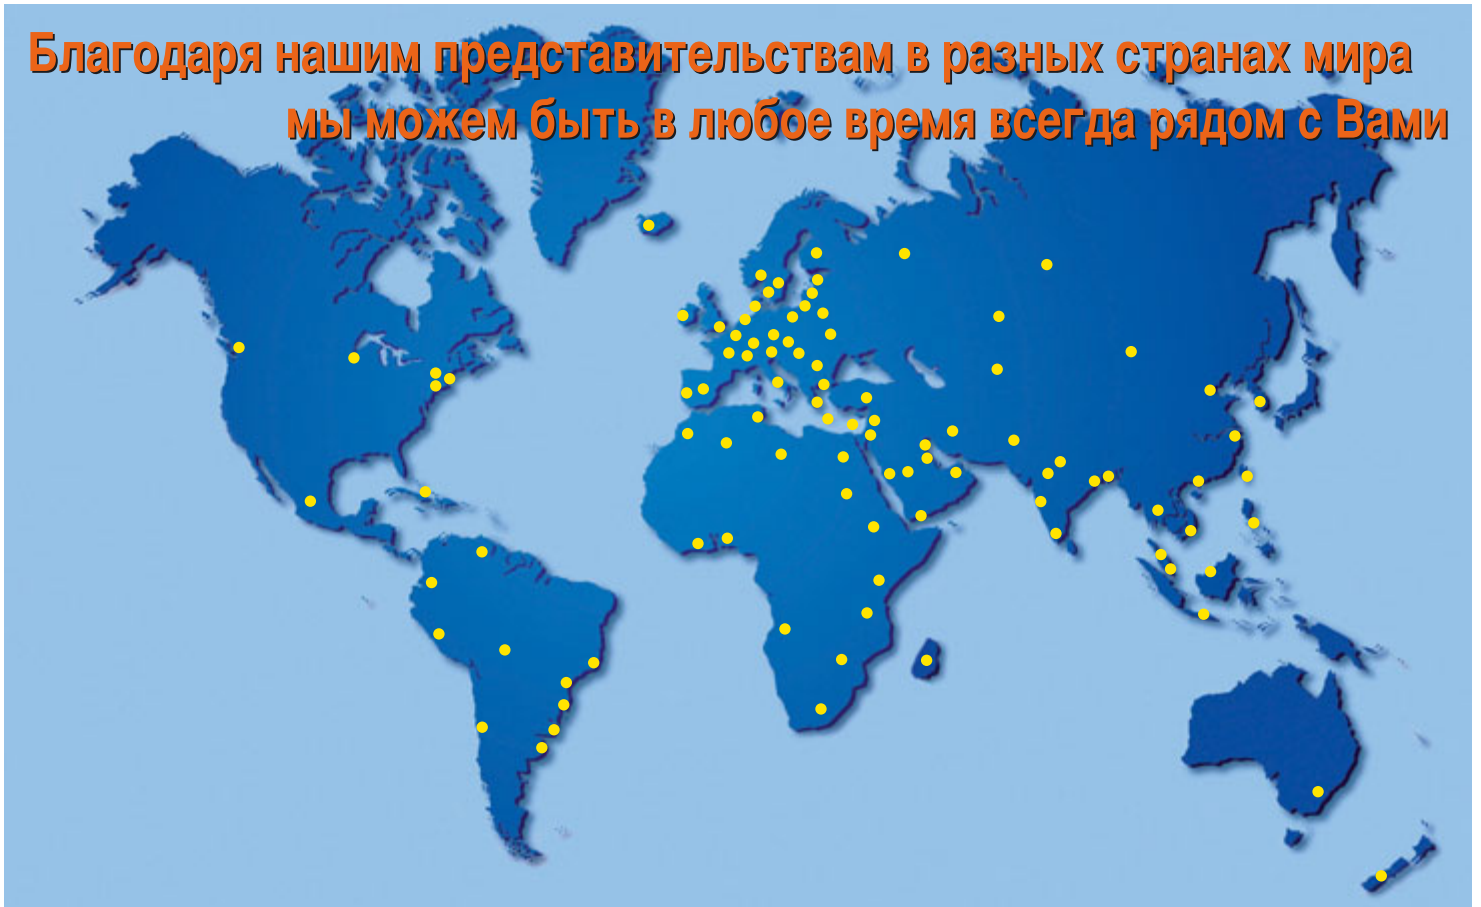 Благодаря нашим представительствам в разных странах мира
мы можем быть в любое время всегда рядом с Вами